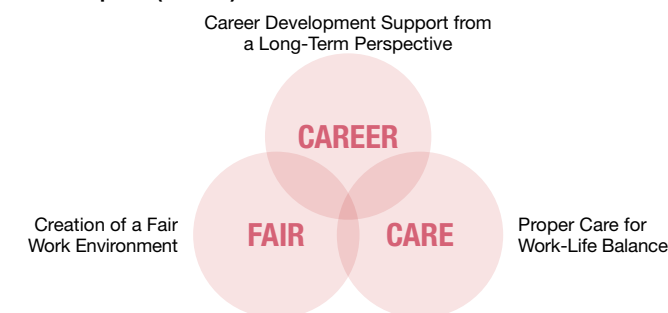 Career Development Support from
a Long-Term Perspective
CAREER
Creation of a Fair
Work Environment
FAIR
CARE
Proper Care for
Work-Life Balance